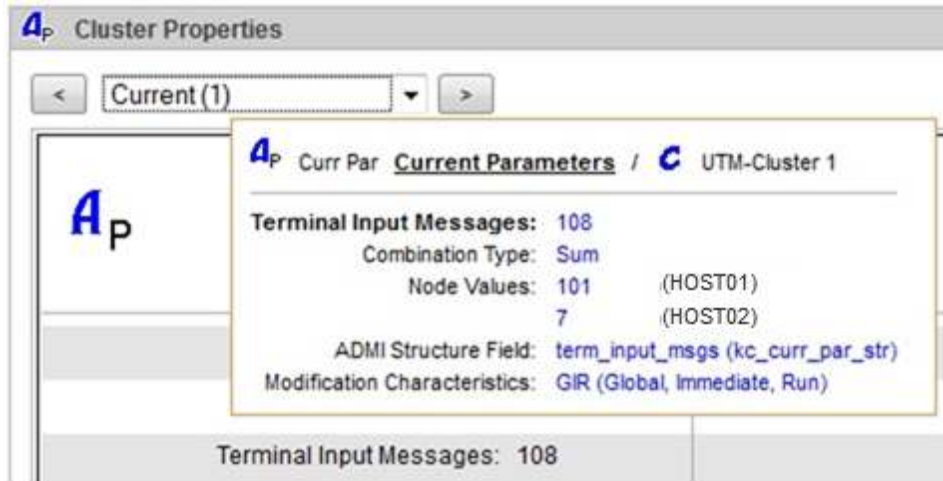 AP Cluster Properties
< Current (1) >
AP Curr Par Current Parameters / C UTM-Cluster 1
AP
Terminal Input Messages: 108
Combination Type: Sum
Node Values: 101 (HOST01)
7 (HOST02)
ADMI Structure Field: term_input_msgs (kc_curr_par_str)
Modification Characteristics: GIR (Global, Immediate, Run)
Terminal Input Messages: 108